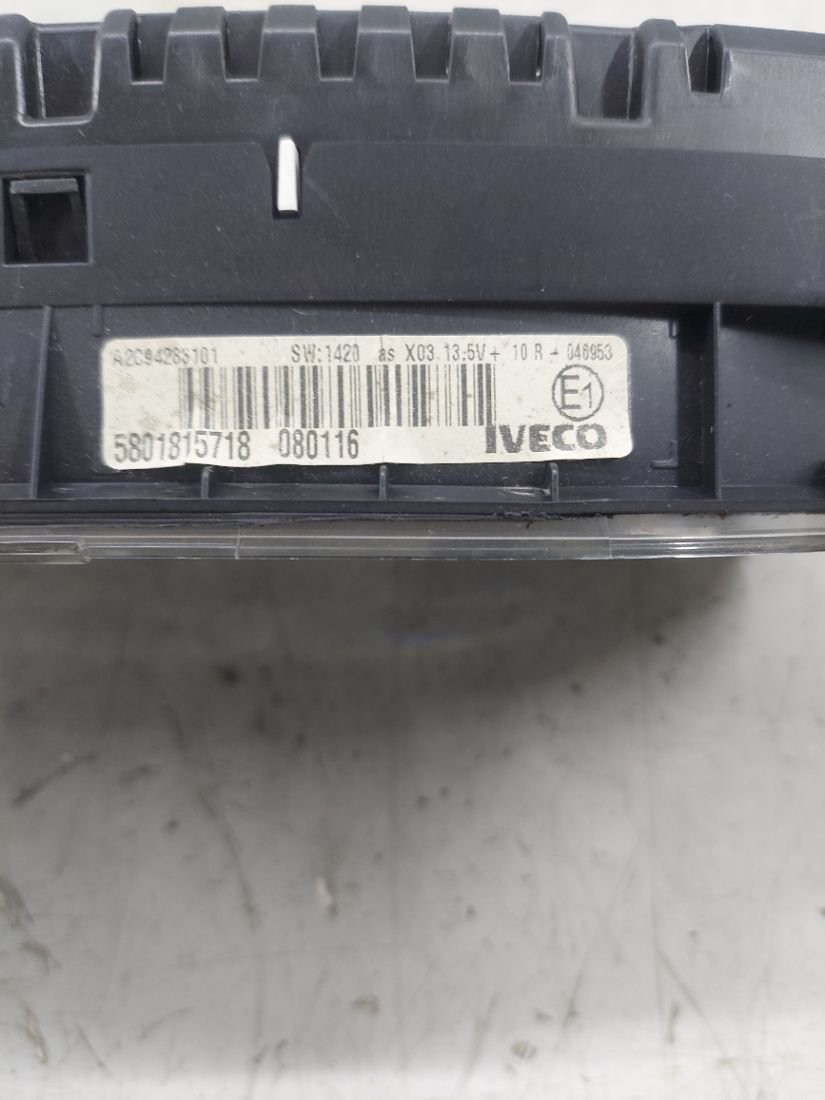 A2C94289101 SW:1420 as X03 13.5V+ 10 R - 046953
E1
5801815718 080116 IVECO